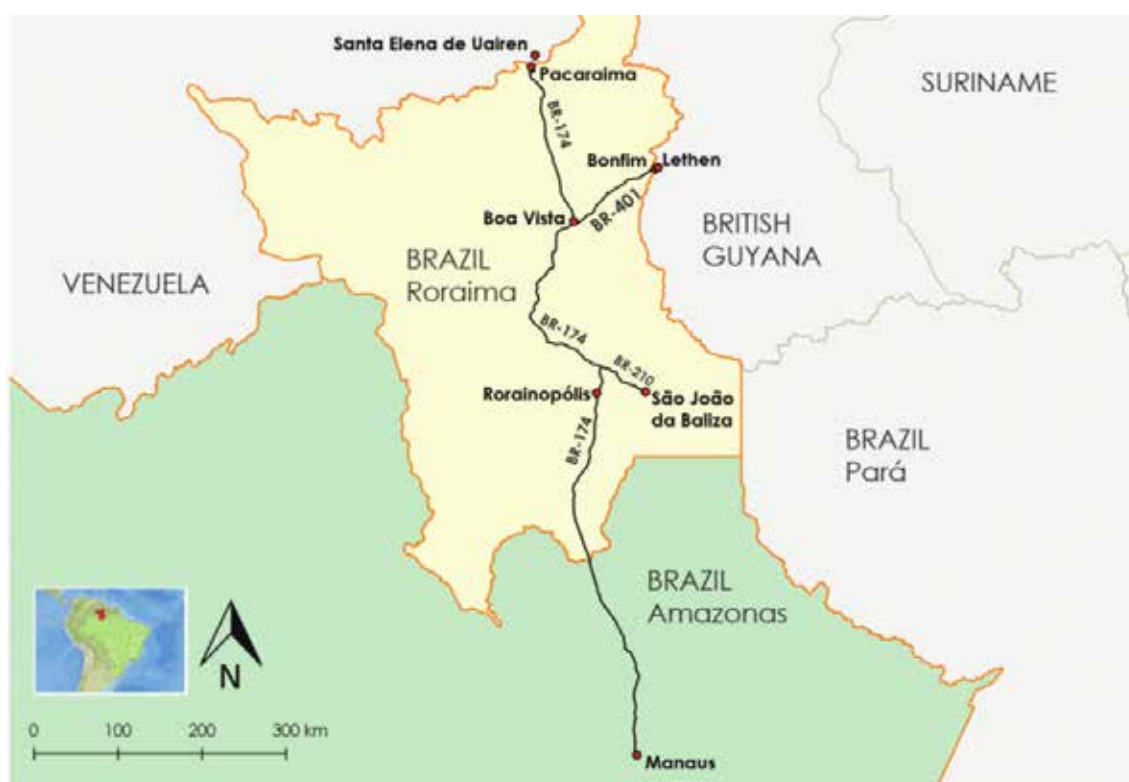 Santa Elena de Uairen
Pacaraima
SURINAME
BR-174
Bonfim
Lethen
BR-401
Boa Vista
BRITISH
GUYANA
BRAZIL
Roraima
VENEZUELA
BR-174
BR-210
Rorainopólis
São João
da Baliza
BR-174
BRAZIL
Pará
BRAZIL
Amazonas
N
0 100 200 300 km
Manaus